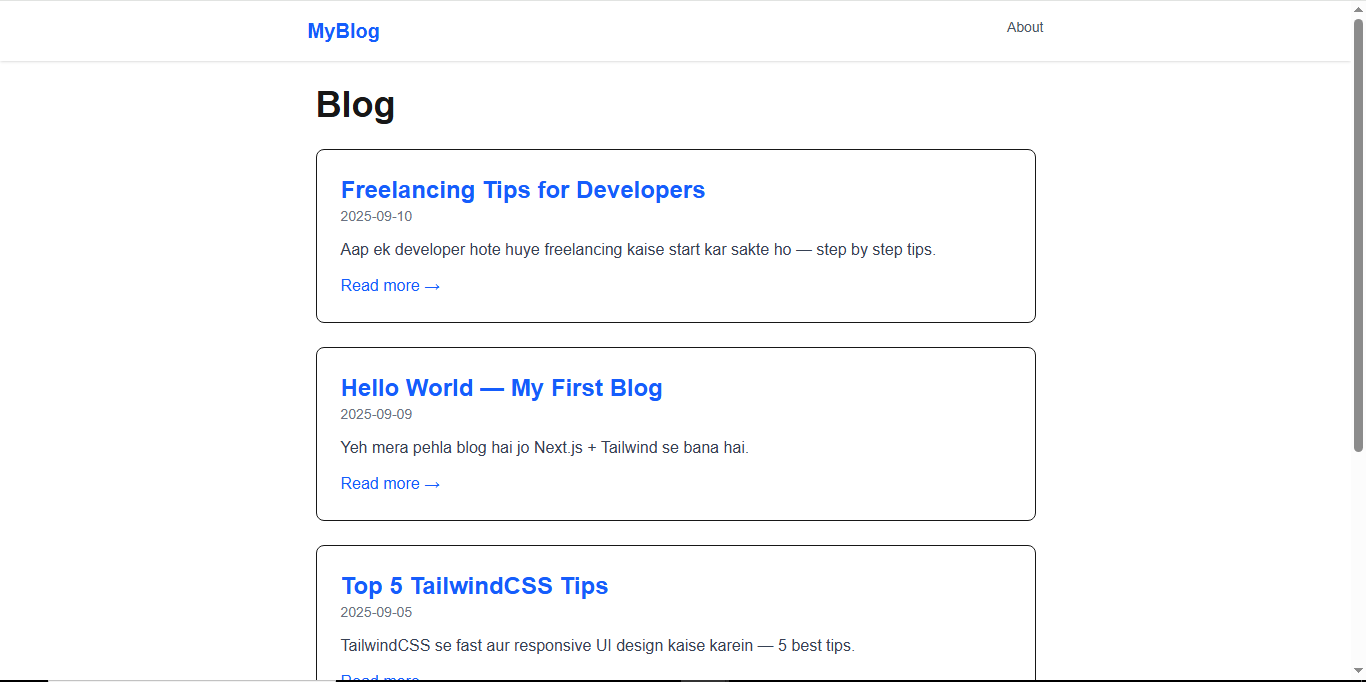 MyBlog
About
Blog
Freelancing Tips for Developers
2025-09-10
Aap ek developer hote huye freelancing kaise start kar sakte ho — step by step tips.
Read more →
Hello World — My First Blog
2025-09-09
Yeh mera pehla blog hai jo Next.js + Tailwind se bana hai.
Read more →
Top 5 TailwindCSS Tips
2025-09-05
TailwindCSS se fast aur responsive UI design kaise karein — 5 best tips.
Read more